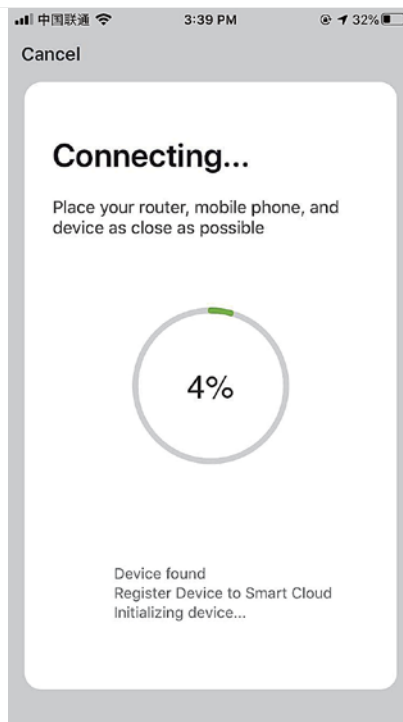 中国联通 3:39 PM 32%
Cancel
Connecting...
Place your router, mobile phone, and
device as close as possible
4%
Device found
Register Device to Smart Cloud
Initializing device...